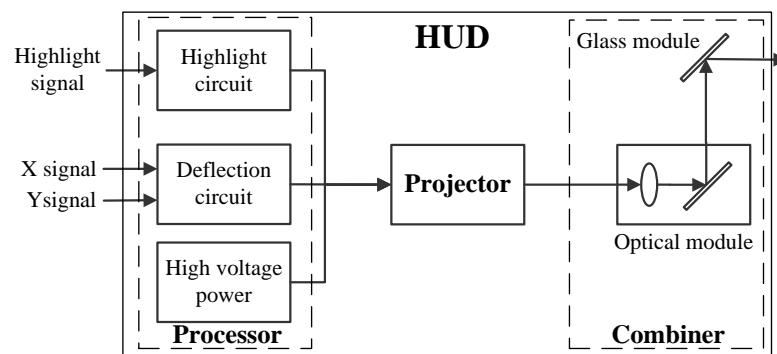 HUD
Highlight
signal
Highlight
circuit
X signal
Ysignal
Deflection
circuit
High voltage
power
Processor
Projector
Glass module
Optical module
Combiner